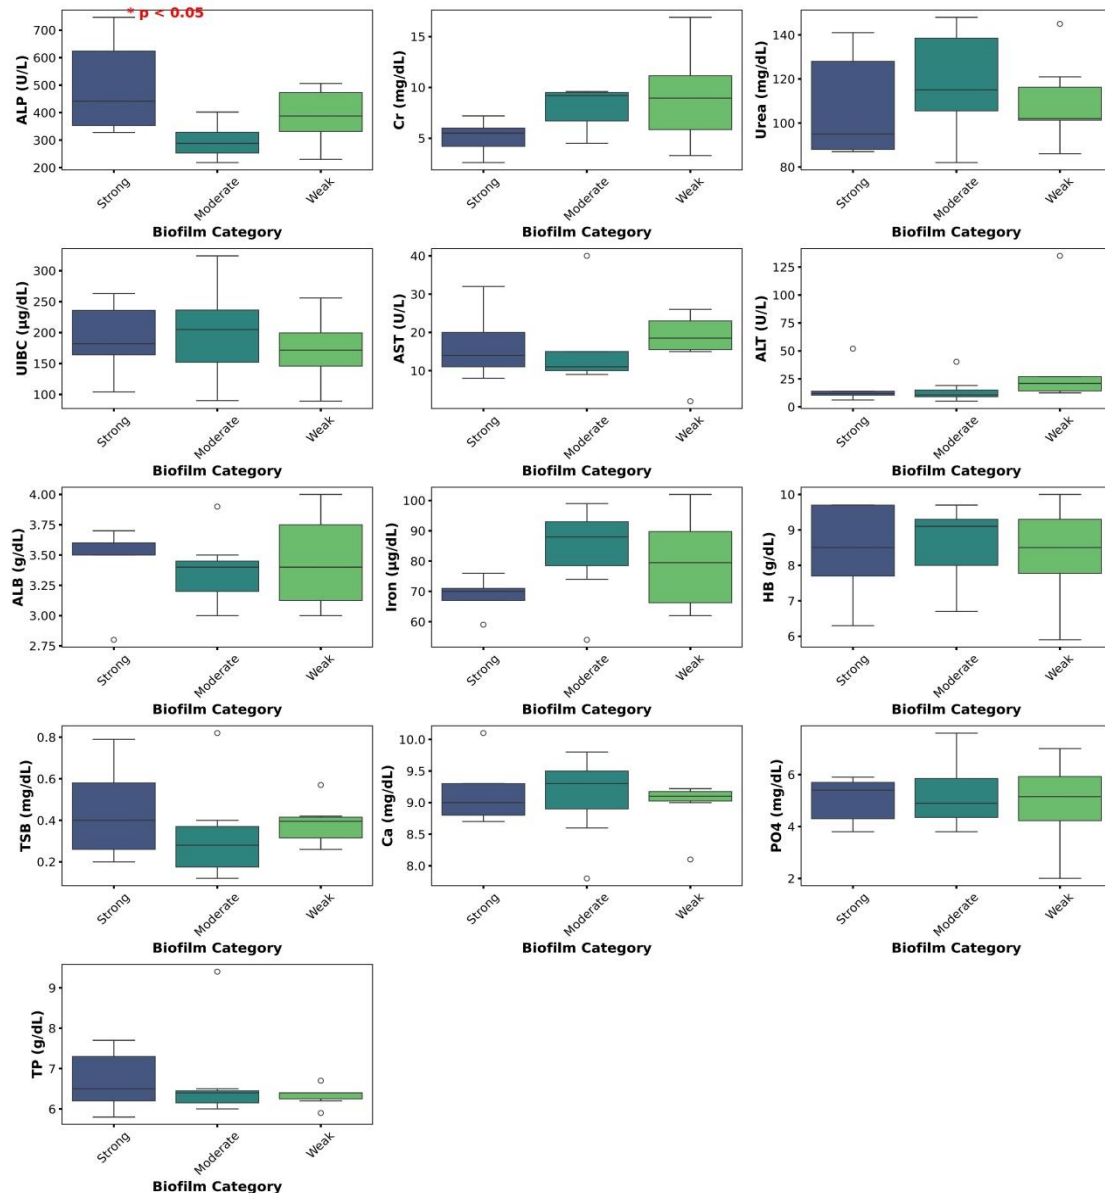 * p < 0.05
ALP (U/L)
700
600
500
400
300
200
Strong
Moderate
Weak
Biofilm Category
Cr (mg/dL)
15
10
5
Strong
Moderate
Weak
Biofilm Category
Urea (mg/dL)
140
120
100
80
Strong
Moderate
Weak
Biofilm Category
UIBC (µg/dL)
300
250
200
150
100
Strong
Moderate
Weak
Biofilm Category
AST (U/L)
40
30
20
10
Strong
Moderate
Weak
Biofilm Category
ALT (U/L)
125
100
75
50
25
0
Strong
Moderate
Weak
Biofilm Category
ALB (g/dL)
4.00
3.75
3.50
3.25
3.00
2.75
Strong
Moderate
Weak
Biofilm Category
Iron (µg/dL)
100
90
80
70
60
Strong
Moderate
Weak
Biofilm Category
HB (g/dL)
10
9
8
7
6
Strong
Moderate
Weak
Biofilm Category
TSB (mg/dL)
0.8
0.6
0.4
0.2
Strong
Moderate
Weak
Biofilm Category
Ca (mg/dL)
10.0
9.5
9.0
8.5
8.0
Strong
Moderate
Weak
Biofilm Category
PO4 (mg/dL)
6
4
2
Strong
Moderate
Weak
Biofilm Category
TP (g/dL)
9
8
7
6
Strong
Moderate
Weak
Biofilm Category